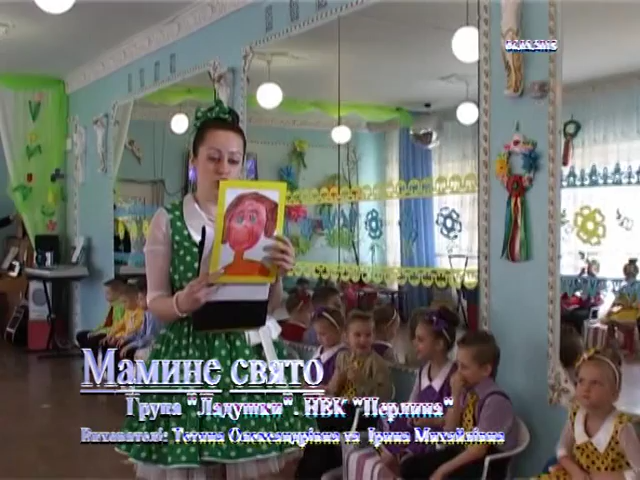 Мамине свято
Група "Ладушки". НВК "Перлина"
Вихователі: Тетяна Олександрівна та Ірина Михайлівна